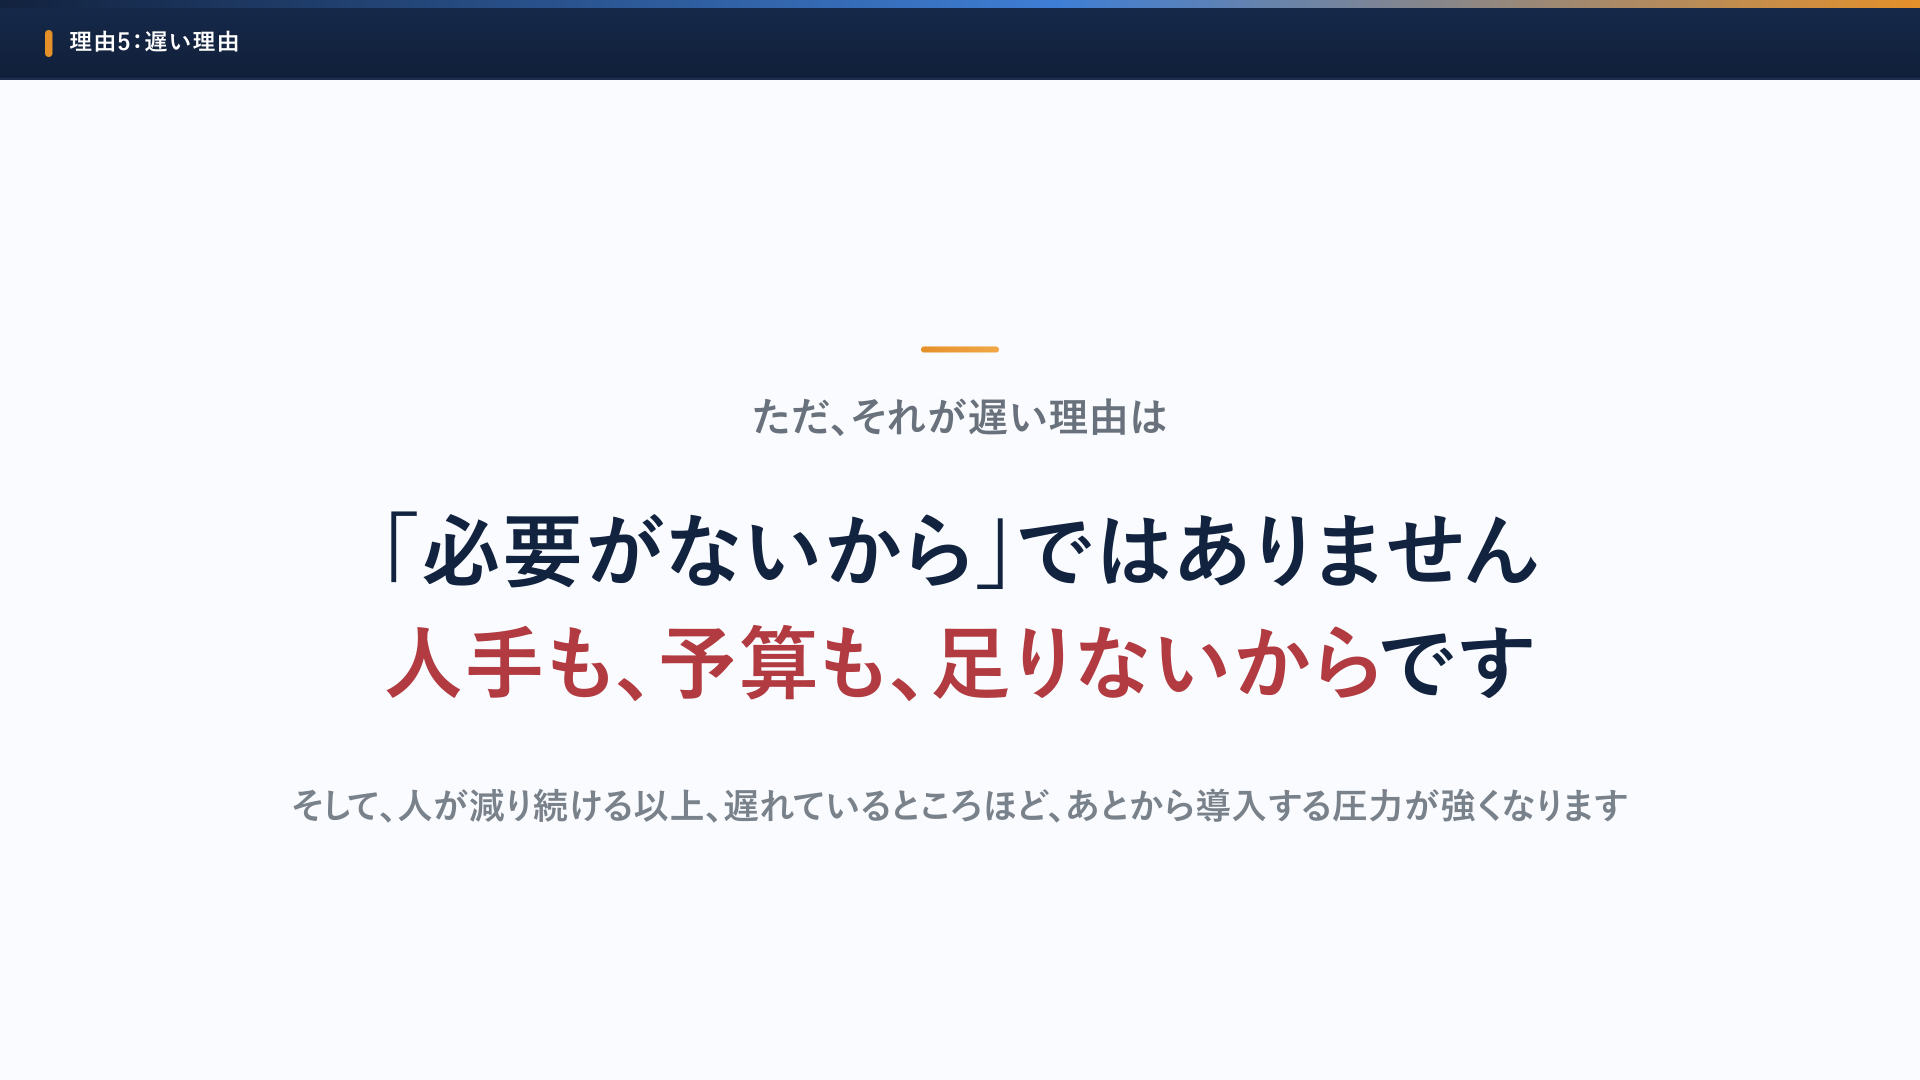 理由5：遅い理由
ただ、それが遅い理由は
「必要がないから」ではありません
人手も、予算も、足りないからです
そして、人が減り続ける以上、遅れているところほど、あとから導入する圧力が強くなります